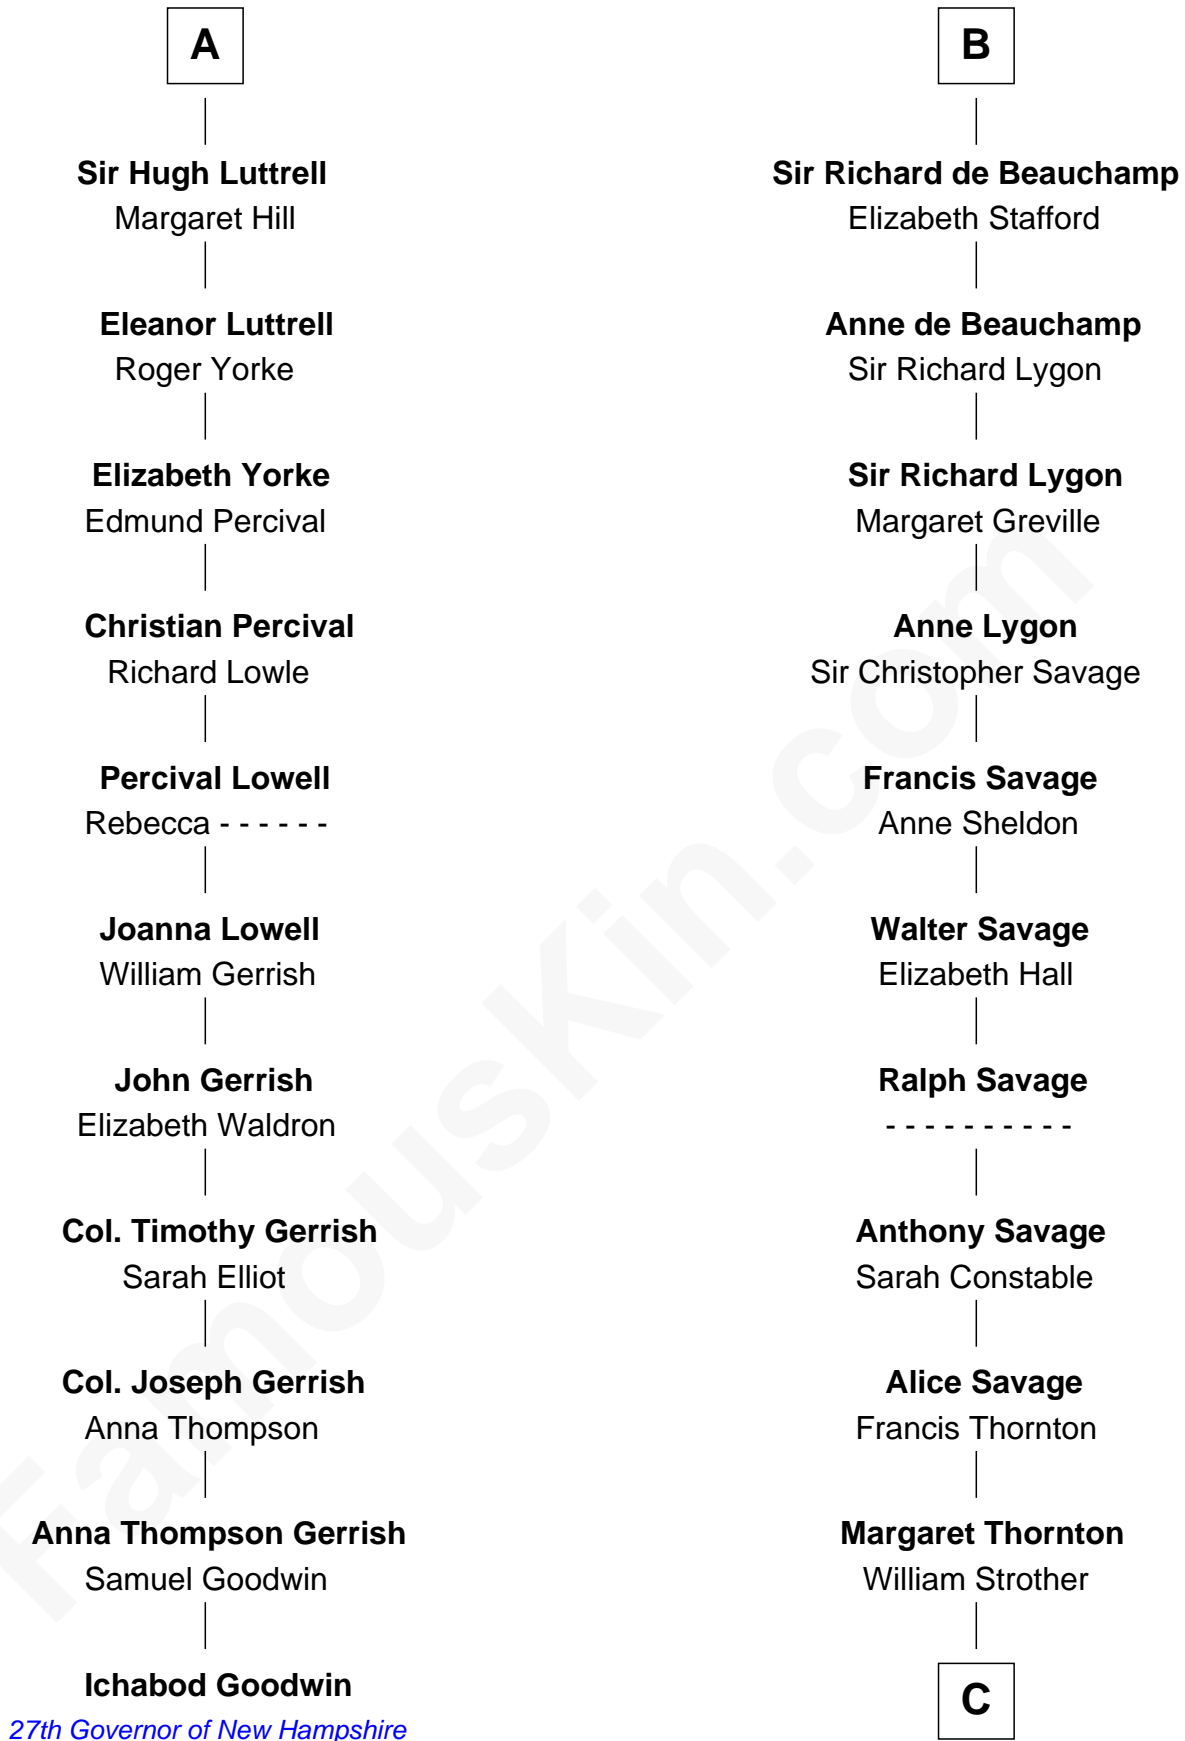 A
Sir Hugh Luttrell
Margaret Hill
Eleanor Luttrell
Roger Yorke
Elizabeth Yorke
Edmund Percival
Christian Percival
Richard Lowle
Percival Lowell
Rebecca - - - - - -
Joanna Lowell
William Gerrish
John Gerrish
Elizabeth Waldron
Col. Timothy Gerrish
Sarah Elliot
Col. Joseph Gerrish
Anna Thompson
Anna Thompson Gerrish
Samuel Goodwin
Ichabod Goodwin
27th Governor of New Hampshire
B
Sir Richard de Beauchamp
Elizabeth Stafford
Anne de Beauchamp
Sir Richard Lygon
Sir Richard Lygon
Margaret Greville
Anne Lygon
Sir Christopher Savage
Francis Savage
Anne Sheldon
Walter Savage
Elizabeth Hall
Ralph Savage
- - - - - - - - - -
Anthony Savage
Sarah Constable
Alice Savage
Francis Thornton
Margaret Thornton
William Strother
C
FamousKin.com